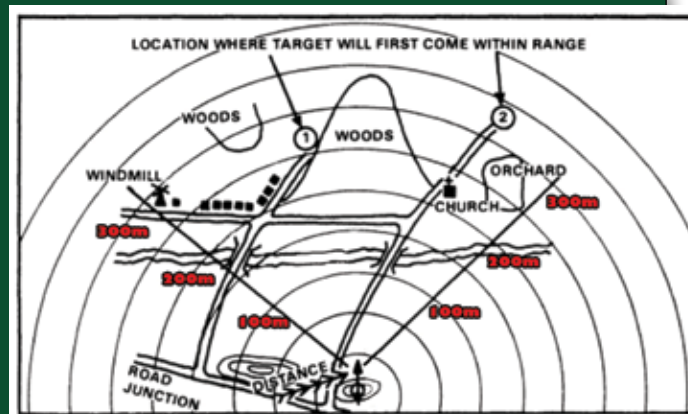 LOCATION WHERE TARGET WILL FIRST COME WITHIN RANGE
2
WOODS
1
WOODS
WINDMILL
ORCHARD
CHURCH
300m
300m
200m
200m
100m
100m
ROAD
JUNCTION
DISTANCE